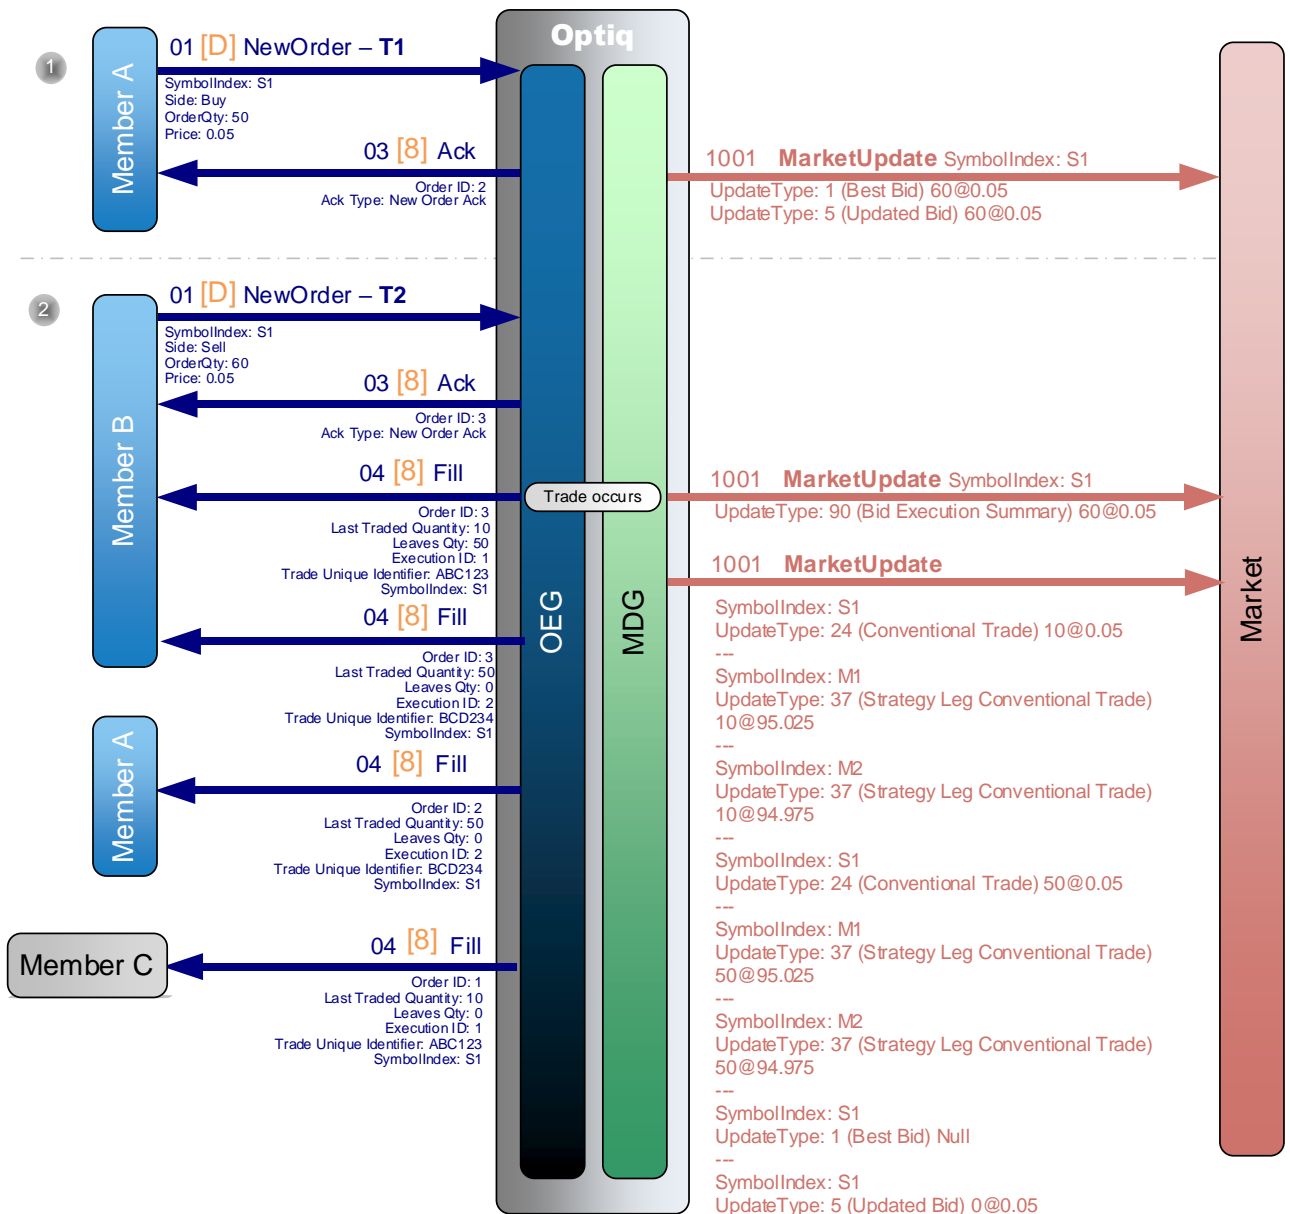 Optiq
1
Member A
01 [D] NewOrder – T1
SymbolIndex: S1
Side: Buy
OrderQty: 50
Price: 0.05
03 [8] Ack
Order ID: 2
Ack Type: New Order Ack
1001 MarketUpdate SymbolIndex: S1
UpdateType: 1 (Best Bid) 60@0.05
UpdateType: 5 (Updated Bid) 60@0.05
2
Member B
01 [D] NewOrder – T2
SymbolIndex: S1
Side: Sell
OrderQty: 60
Price: 0.05
03 [8] Ack
Order ID: 3
Ack Type: New Order Ack
04 [8] Fill
Trade occurs
Order ID: 3
Last Traded Quantity: 10
Leaves Qty: 50
Execution ID: 1
Trade Unique Identifier: ABC123
SymbolIndex: S1
04 [8] Fill
Order ID: 3
Last Traded Quantity: 50
Leaves Qty: 0
Execution ID: 2
Trade Unique Identifier: BCD234
SymbolIndex: S1
Member A
04 [8] Fill
Order ID: 2
Last Traded Quantity: 50
Leaves Qty: 0
Execution ID: 2
Trade Unique Identifier: BCD234
SymbolIndex: S1
Member C
04 [8] Fill
Order ID: 1
Last Traded Quantity: 10
Leaves Qty: 0
Execution ID: 1
Trade Unique Identifier: ABC123
SymbolIndex: S1
OEG
MDG
1001 MarketUpdate SymbolIndex: S1
UpdateType: 90 (Bid Execution Summary) 60@0.05
1001 MarketUpdate
SymbolIndex: S1
UpdateType: 24 (Conventional Trade) 10@0.05
---
SymbolIndex: M1
UpdateType: 37 (Strategy Leg Conventional Trade)
10@95.025
---
SymbolIndex: M2
UpdateType: 37 (Strategy Leg Conventional Trade)
10@94.975
---
SymbolIndex: S1
UpdateType: 24 (Conventional Trade) 50@0.05
---
SymbolIndex: M1
UpdateType: 37 (Strategy Leg Conventional Trade)
50@95.025
---
SymbolIndex: M2
UpdateType: 37 (Strategy Leg Conventional Trade)
50@94.975
---
SymbolIndex: S1
UpdateType: 1 (Best Bid) Null
---
SymbolIndex: S1
UpdateType: 5 (Updated Bid) 0@0.05
Market